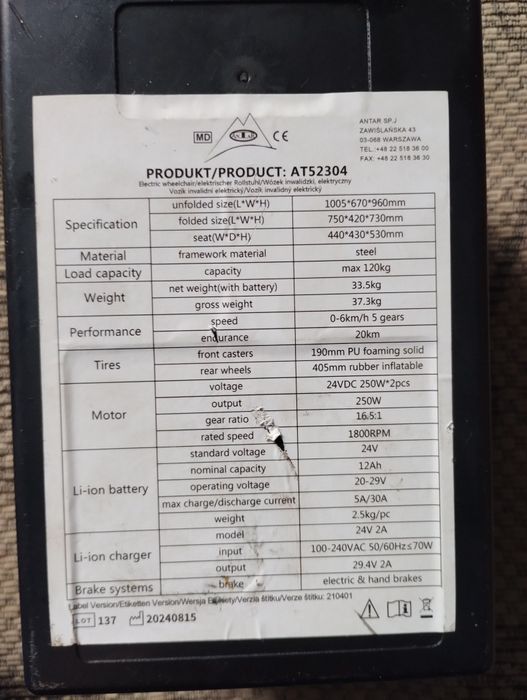 MD
CE
ANTAR SP.J
ZAWIŚLAŃSKA 43
03-068 WARSZAWA
TEL.:+48 22 518 36 00
FAX: +48 22 518 36 30
PRODUKT/PRODUCT: AT52304
Electric wheelchair/elektrischer Rollstuhl/Wózek inwalidzki, elektryczny
Vozík invalidní elektrický/Vozík invalidný elektrický
Specification unfolded size(L*W*H) 1005*670*960mm
folded size(L*W*H) 750*420*730mm
seat(W*D*H) 440*430*530mm
Material framework material steel
Load capacity capacity max 120kg
Weight net weight(with battery) 33.5kg
gross weight 37.3kg
Performance speed 0-6km/h 5 gears
endurance 20km
Tires front casters 190mm PU foaming solid
rear wheels 405mm rubber inflatable
Motor voltage 24VDC 250W*2pcs
output 250W
gear ratio 16.5:1
rated speed 1800RPM
Li-ion battery standard voltage 24V
nominal capacity 12Ah
operating voltage 20-29V
max charge/discharge current 5A/30A
weight 2.5kg/pc
Li-ion charger model 24V 2A
input 100-240VAC 50/60Hz≤70W
output 29.4V 2A
Brake systems brake electric & hand brakes
Label Version/Etiketten Version/Wersja Etykiety/Verzia štítku/Verze štítku: 210401
LOT 137 20240815